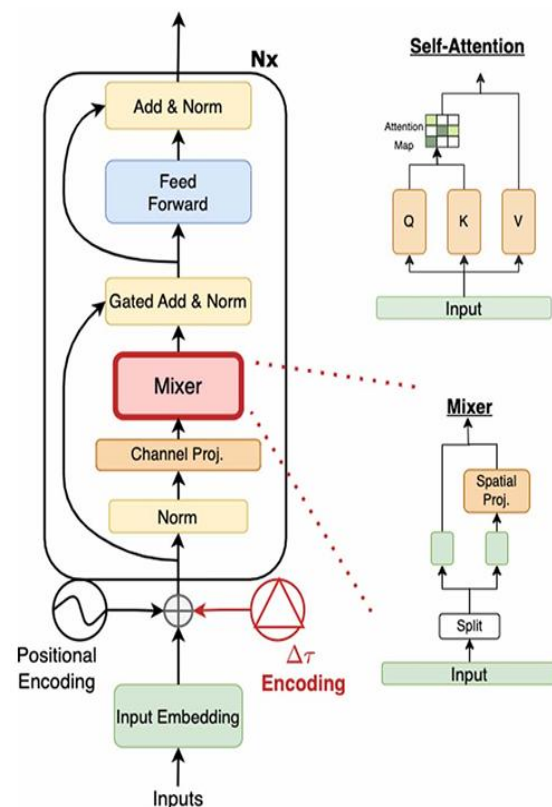 Nx
Add & Norm
Feed
Forward
Gated Add & Norm
Mixer
Channel Proj.
Norm
Positional
Encoding
Δτ
Encoding
Input Embedding
Inputs
Self-Attention
Attention
Map
Q K V
Input
Mixer
Spatial
Proj.
Split
Input